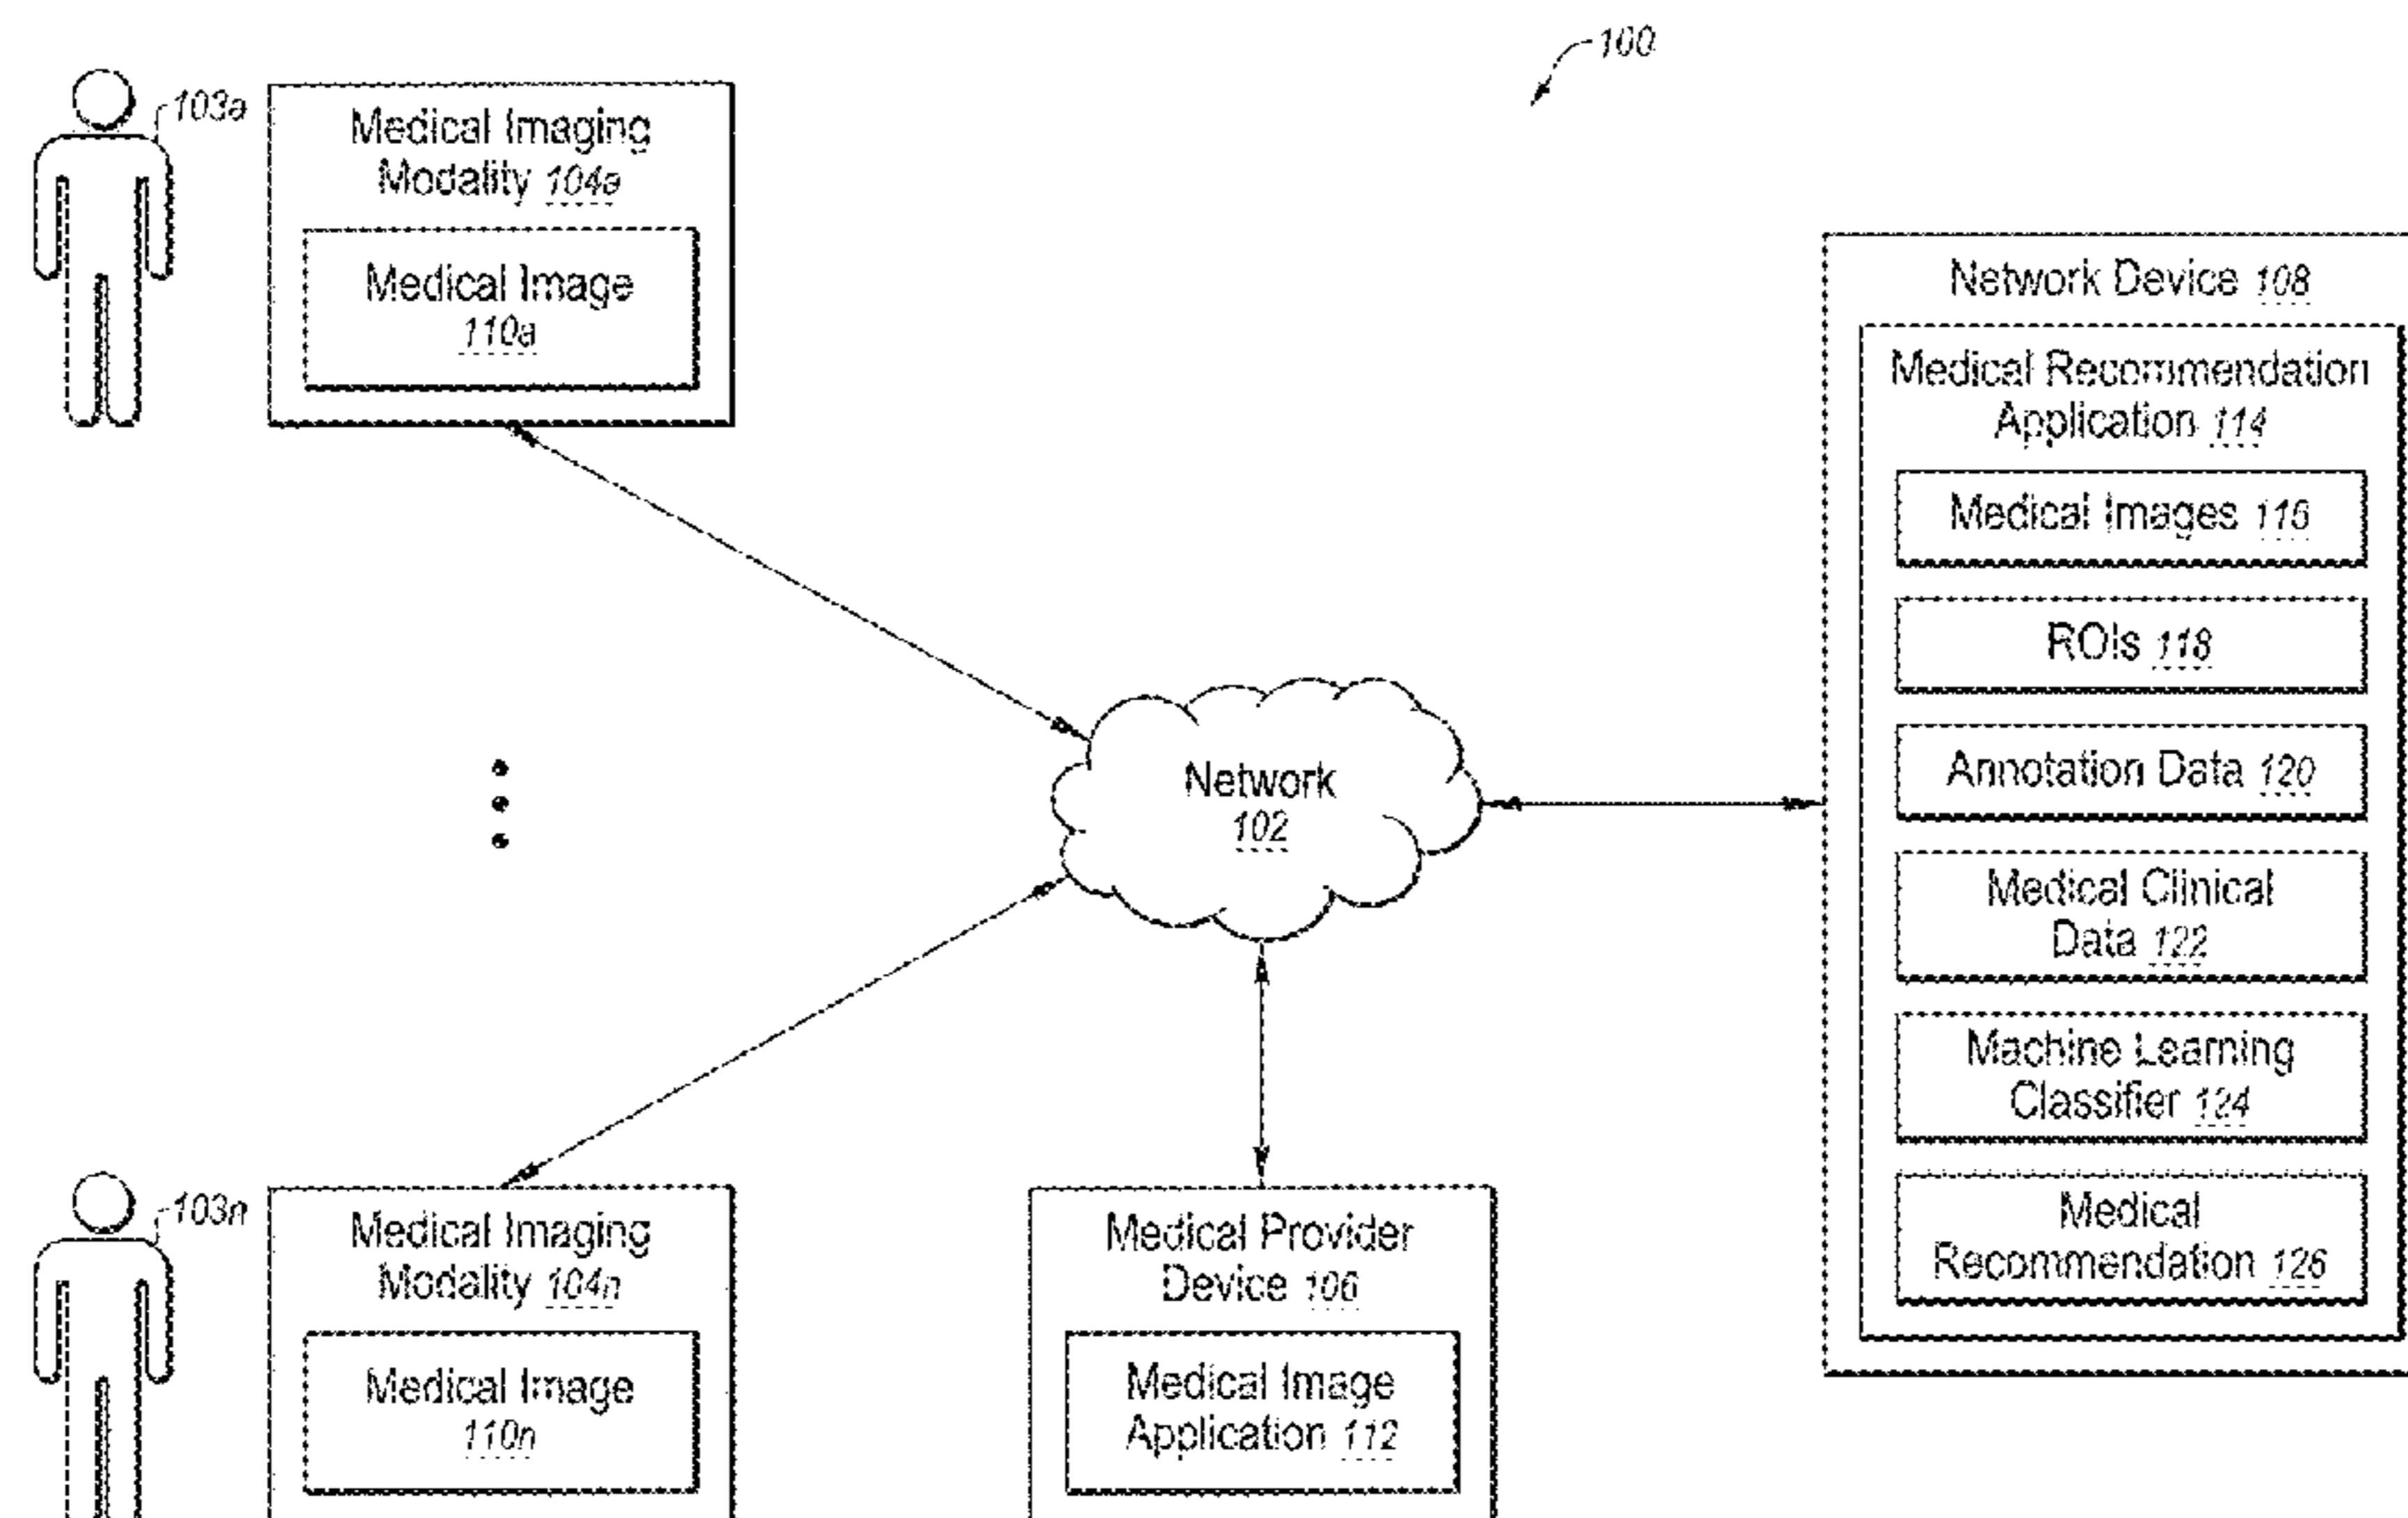 100
103a
Medical Imaging
Modality 104a
Medical Image
110a
Network Device 108
Medical Recommendation
Application 114
Medical Images 116
ROIs 118
Annotation Data 120
Medical Clinical
Data 122
Machine Learning
Classifier 124
Medical
Recommendation 126
Network
102
103n
Medical Imaging
Modality 104n
Medical Image
110n
Medical Provider
Device 106
Medical Image
Application 112